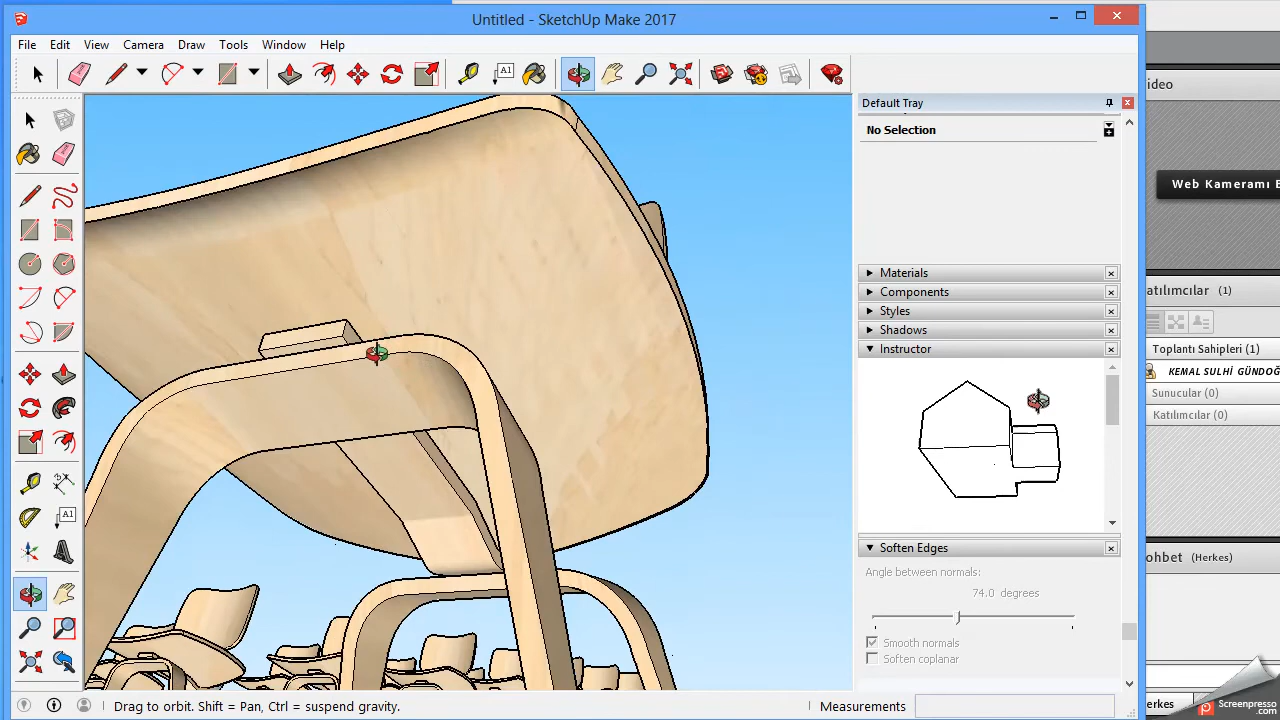 Untitled - SketchUp Make 2017
File Edit View Camera Draw Tools Window Help
A1
Default Tray
ideo
No Selection
Web Kameramı E
Materials
Components
Styles
Shadows
Instructor
atılımcılar (1)
Toplantı Sahipleri (1)
KEMAL SULHİ GÜNDOĞ
Sunucular (0)
Katılımcılar (0)
A1
Soften Edges
Angle between normals:
74.0 degrees
Smooth normals
Soften coplanar
ohbet (Herkes)
Drag to orbit. Shift = Pan, Ctrl = suspend gravity.
Measurements
erkes
Screenpresso
.com